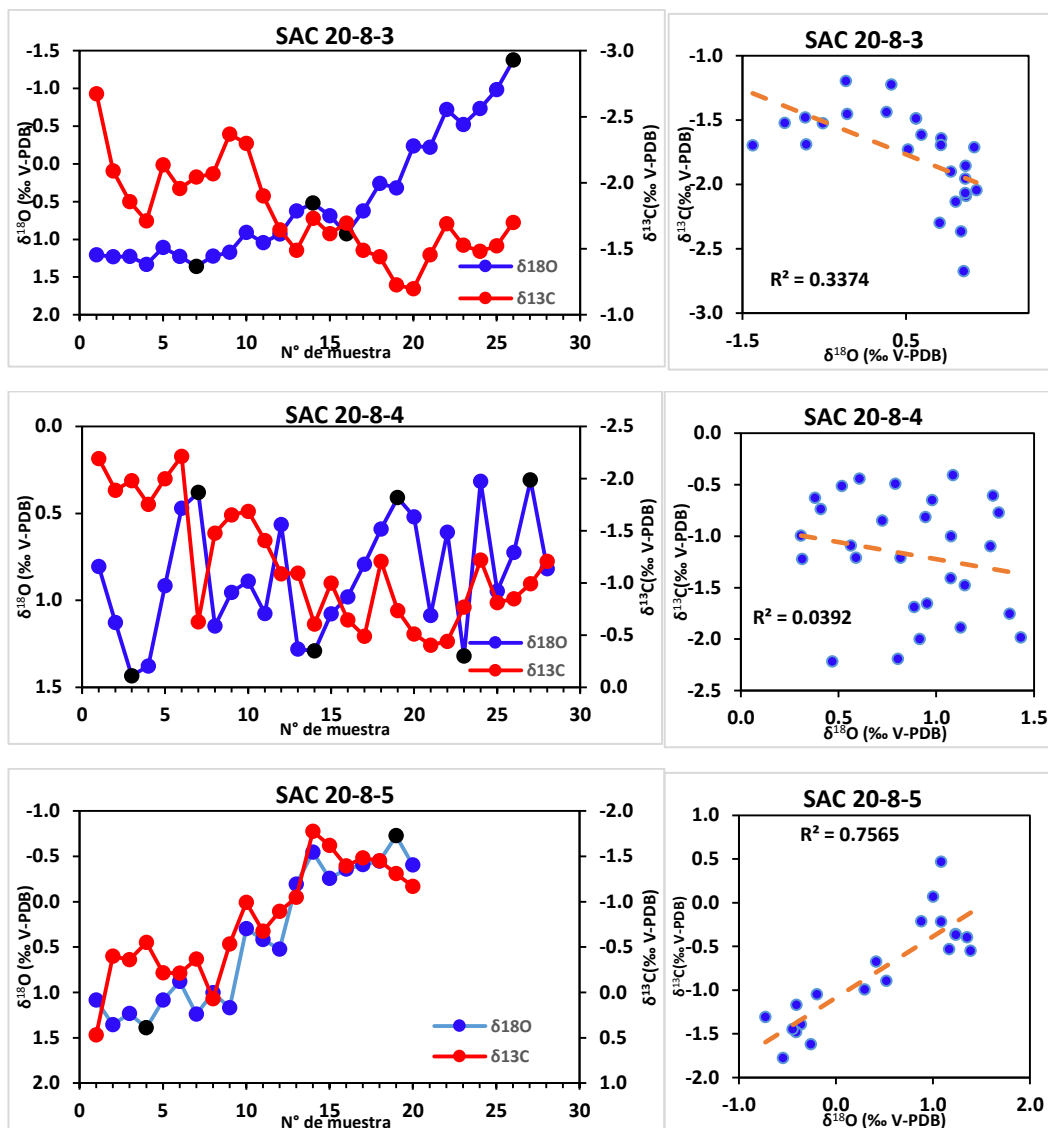 SAC 20-8-3
-1.5
-1.0
-0.5
0.0
0.5
1.0
1.5
2.0
δ¹⁸O (‰ V-PDB)
-3.0
-2.5
-2.0
-1.5
-1.0
δ¹³C(‰ V-PDB)
δ18O
δ13C
0 5 10 15 20 25 30
N° de muestra
SAC 20-8-3
-1.0
-1.5
-2.0
-2.5
-3.0
δ¹³C(‰ V-PDB)
R² = 0.3374
-1.5 0.5
δ¹⁸O (‰ V-PDB)
SAC 20-8-4
0.0
0.5
1.0
1.5
δ¹⁸O (‰ V-PDB)
-2.5
-2.0
-1.5
-1.0
-0.5
0.0
δ¹³C(‰ V-PDB)
δ18O
δ13C
0 5 10 15 20 25 30
N° de muestra
SAC 20-8-4
0.0
-0.5
-1.0
-1.5
-2.0
-2.5
δ¹³C(‰ V-PDB)
R² = 0.0392
0.0 0.5 1.0 1.5
δ¹⁸O (‰ V-PDB)
SAC 20-8-5
-1.0
-0.5
0.0
0.5
1.0
1.5
2.0
δ¹⁸O (‰ V-PDB)
-2.0
-1.5
-1.0
-0.5
0.0
0.5
1.0
δ¹³C(‰ V-PDB)
δ18O
δ13C
0 5 10 15 20 25 30
N° de muestra
SAC 20-8-5
R² = 0.7565
1.0
0.5
0.0
-0.5
-1.0
-1.5
-2.0
δ¹³C(‰ V-PDB)
-1.0 0.0 1.0 2.0
δ¹⁸O (‰ V-PDB)